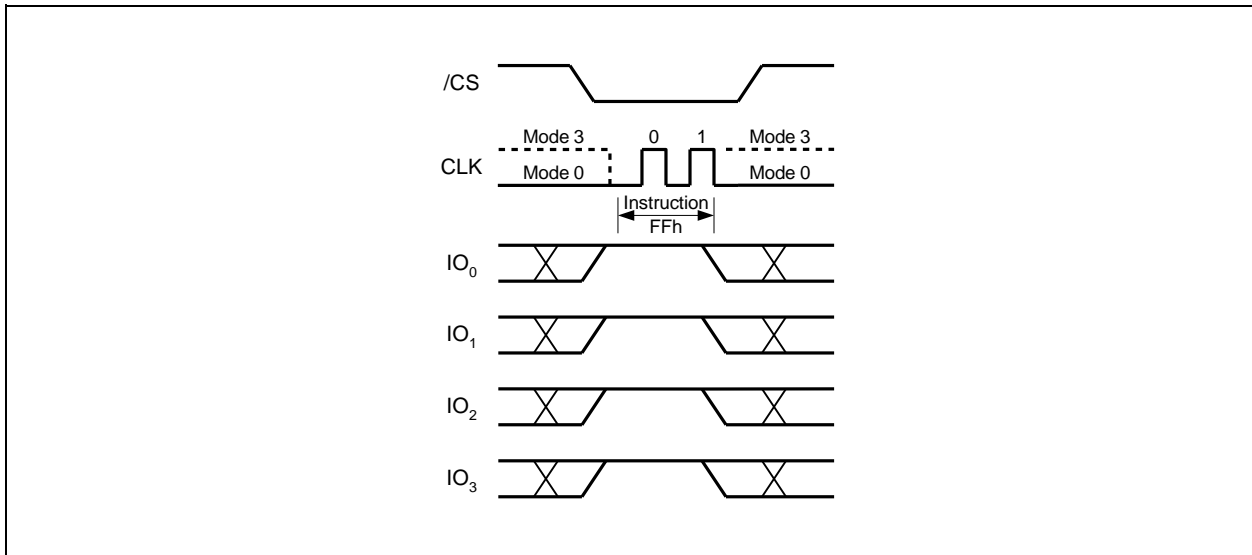 /CS
Mode 3 0 1 Mode 3
CLK
Mode 0 Mode 0
Instruction
FFh
IO0
IO1
IO2
IO3